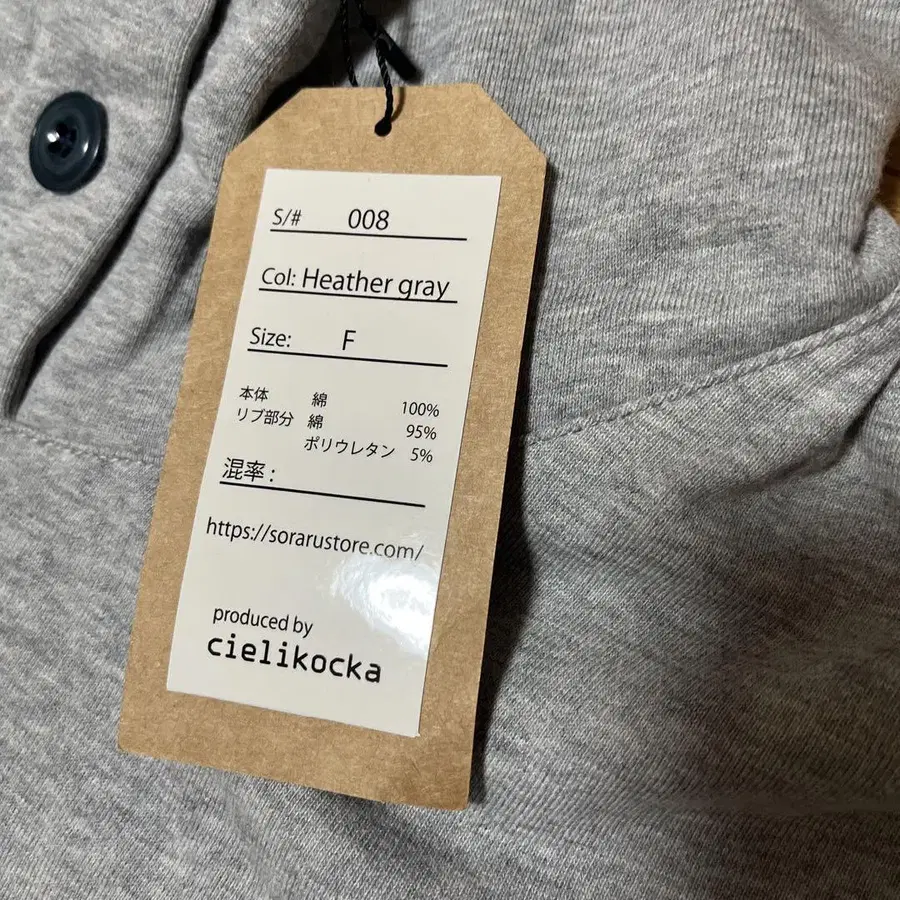 S/# 008
Col: Heather gray
Size: F
本体 綿 100%
リブ部分 綿 95%
ポリウレタン 5%
混率 :
https://sorarustore.com/
produced by
cielikocka